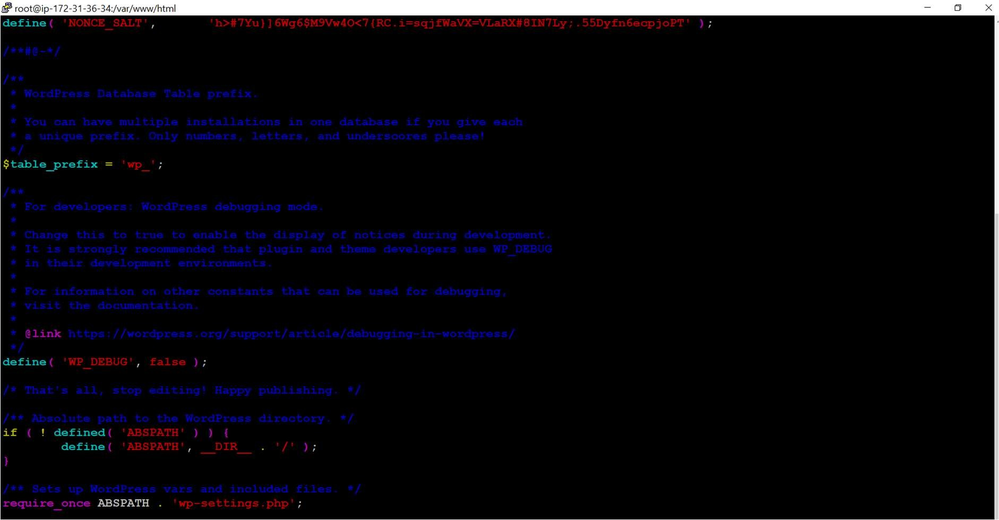 root@ip-172-31-36-34:/var/www/html
define( 'NONCE_SALT',       'h>#7Yu}]6Wg6$M9Vw4O<7{RC.i=sqjfWaVX=VLaRX#8IN7Ly;.55Dyfn6ecpjoPT' );
/**#@-*/
/**
 * WordPress Database Table prefix.
 *
 * You can have multiple installations in one database if you give each
 * a unique prefix. Only numbers, letters, and underscores please!
 */
$table_prefix = 'wp_';
/**
 * For developers: WordPress debugging mode.
 *
 * Change this to true to enable the display of notices during development.
 * It is strongly recommended that plugin and theme developers use WP_DEBUG
 * in their development environments.
 *
 * For information on other constants that can be used for debugging,
 * visit the documentation.
 *
 * @link https://wordpress.org/support/article/debugging-in-wordpress/
 */
define( 'WP_DEBUG', false );
/* That's all, stop editing! Happy publishing. */
/** Absolute path to the WordPress directory. */
if ( ! defined( 'ABSPATH' ) ) {
        define( 'ABSPATH', __DIR__ . '/' );
}
/** Sets up WordPress vars and included files. */
require_once ABSPATH . 'wp-settings.php';